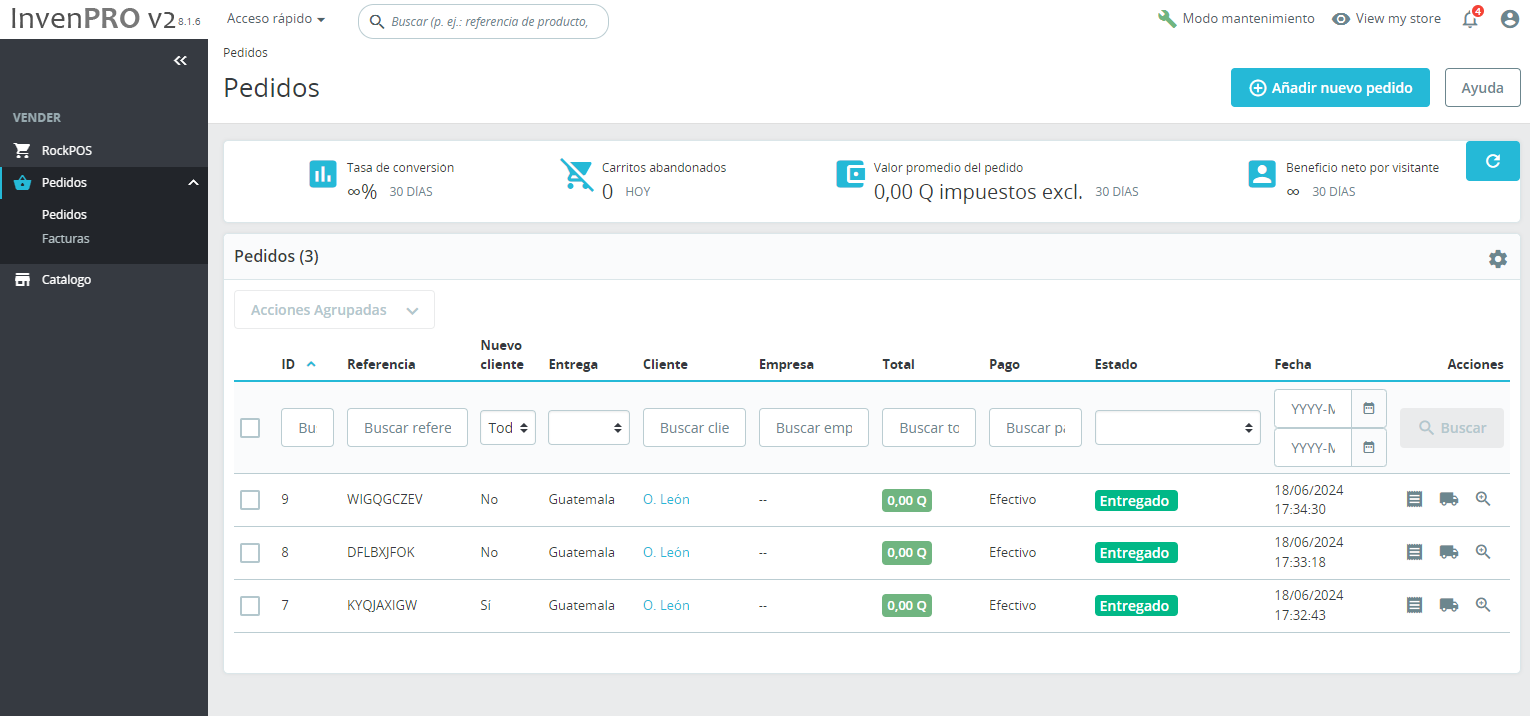 InvenPRO v2 8.1.6
Acceso rápido
Buscar (p. ej.: referencia de producto,
Modo mantenimiento
View my store
4
Pedidos
Pedidos
Añadir nuevo pedido
Ayuda
VENDER
RockPOS
Pedidos
Pedidos
Facturas
Catálogo
Tasa de conversión
∞% 30 DÍAS
Carritos abandonados
0 HOY
Valor promedio del pedido
0,00 Q impuestos excl. 30 DÍAS
Beneficio neto por visitante
∞ 30 DÍAS
Pedidos (3)
Acciones Agrupadas
ID Referencia Nuevo cliente Entrega Cliente Empresa Total Pago Estado Fecha Acciones
Bu Buscar refere Tod Buscar clie Buscar emp Buscar to Buscar pa YYYY-M Buscar
YYYY-M
9 WIGQGCZEV No Guatemala O. León -- 0,00 Q Efectivo Entregado 18/06/2024
17:34:30
8 DFLBXJFOK No Guatemala O. León -- 0,00 Q Efectivo Entregado 18/06/2024
17:33:18
7 KYQJAXIGW Sí Guatemala O. León -- 0,00 Q Efectivo Entregado 18/06/2024
17:32:43